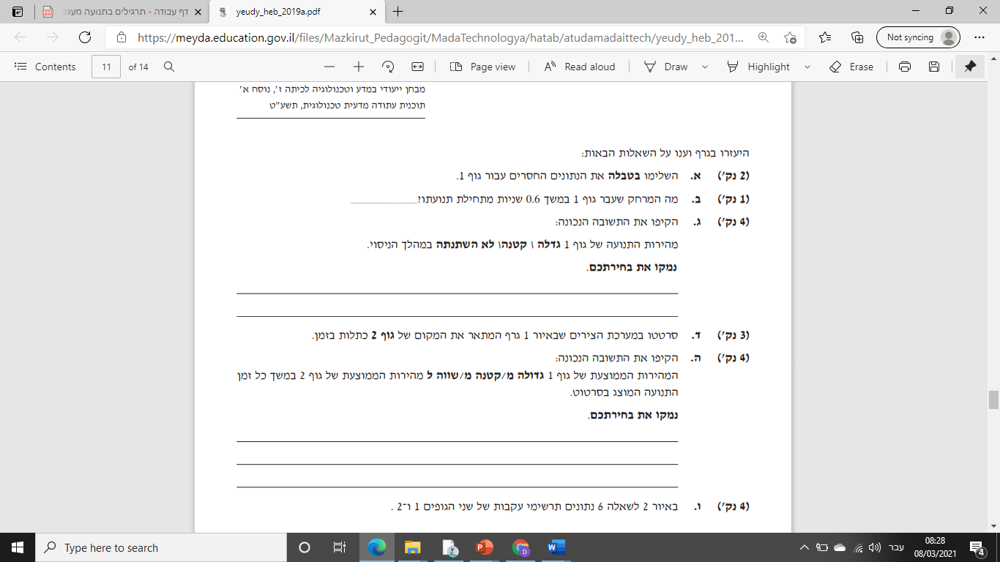 דף עבודה - תרגילים בתנועה מעגל
yeudy_heb_2019a.pdf
https://meyda.education.gov.il/files/Mazkirut_Pedagogit/MadaTechnologya/hatab/atudamadaittech/yeudy_heb_201...
Not syncing
Contents
11
of 14
Page view
Read aloud
Draw
Highlight
Erase
מבחן ייעודי במדע וטכנולוגיה לכיתה ז', נוסח א'
תוכנית עתודה מדעית טכנולוגית, תשע"ט
היעזרו בגרף וענו על השאלות הבאות:
(2 נק') א. השלימו בטבלה את הנתונים החסרים עבור גוף 1.
(1 נק') ב. מה המרחק שעבר גוף 1 במשך 0.6 שניות מתחילת תנועתו? ____________
(4 נק') ג. הקיפו את התשובה הנכונה:
מהירות התנועה של גוף 1 גדלה \ קטנה\ לא השתנתה במהלך הניסוי.
נמקו את בחירתכם.
(3 נק') ד. סרטטו במערכת הצירים שבאיור 1 גרף המתאר את המקום של גוף 2 כתלות בזמן.
(4 נק') ה. הקיפו את התשובה הנכונה:
המהירות הממוצעת של גוף 1 גדולה מ/קטנה מ/שווה ל מהירות הממוצעת של גוף 2 במשך כל זמן
התנועה המוצג בסרטוט.
נמקו את בחירתכם.
(4 נק') ו. באיור 2 לשאלה 6 נתונים תרשימי עקבות של שני הגופים 1 ו־2 .
Type here to search
עבר
08:28
08/03/2021
4